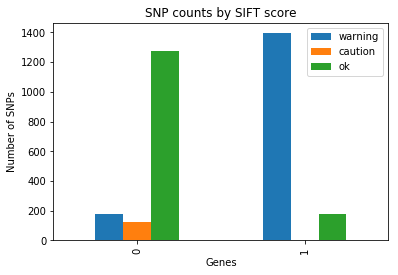 SNP counts by SIFT score
warning
caution
ok
1400
1200
1000
800
600
400
200
0
Number of SNPs
0
1
Genes